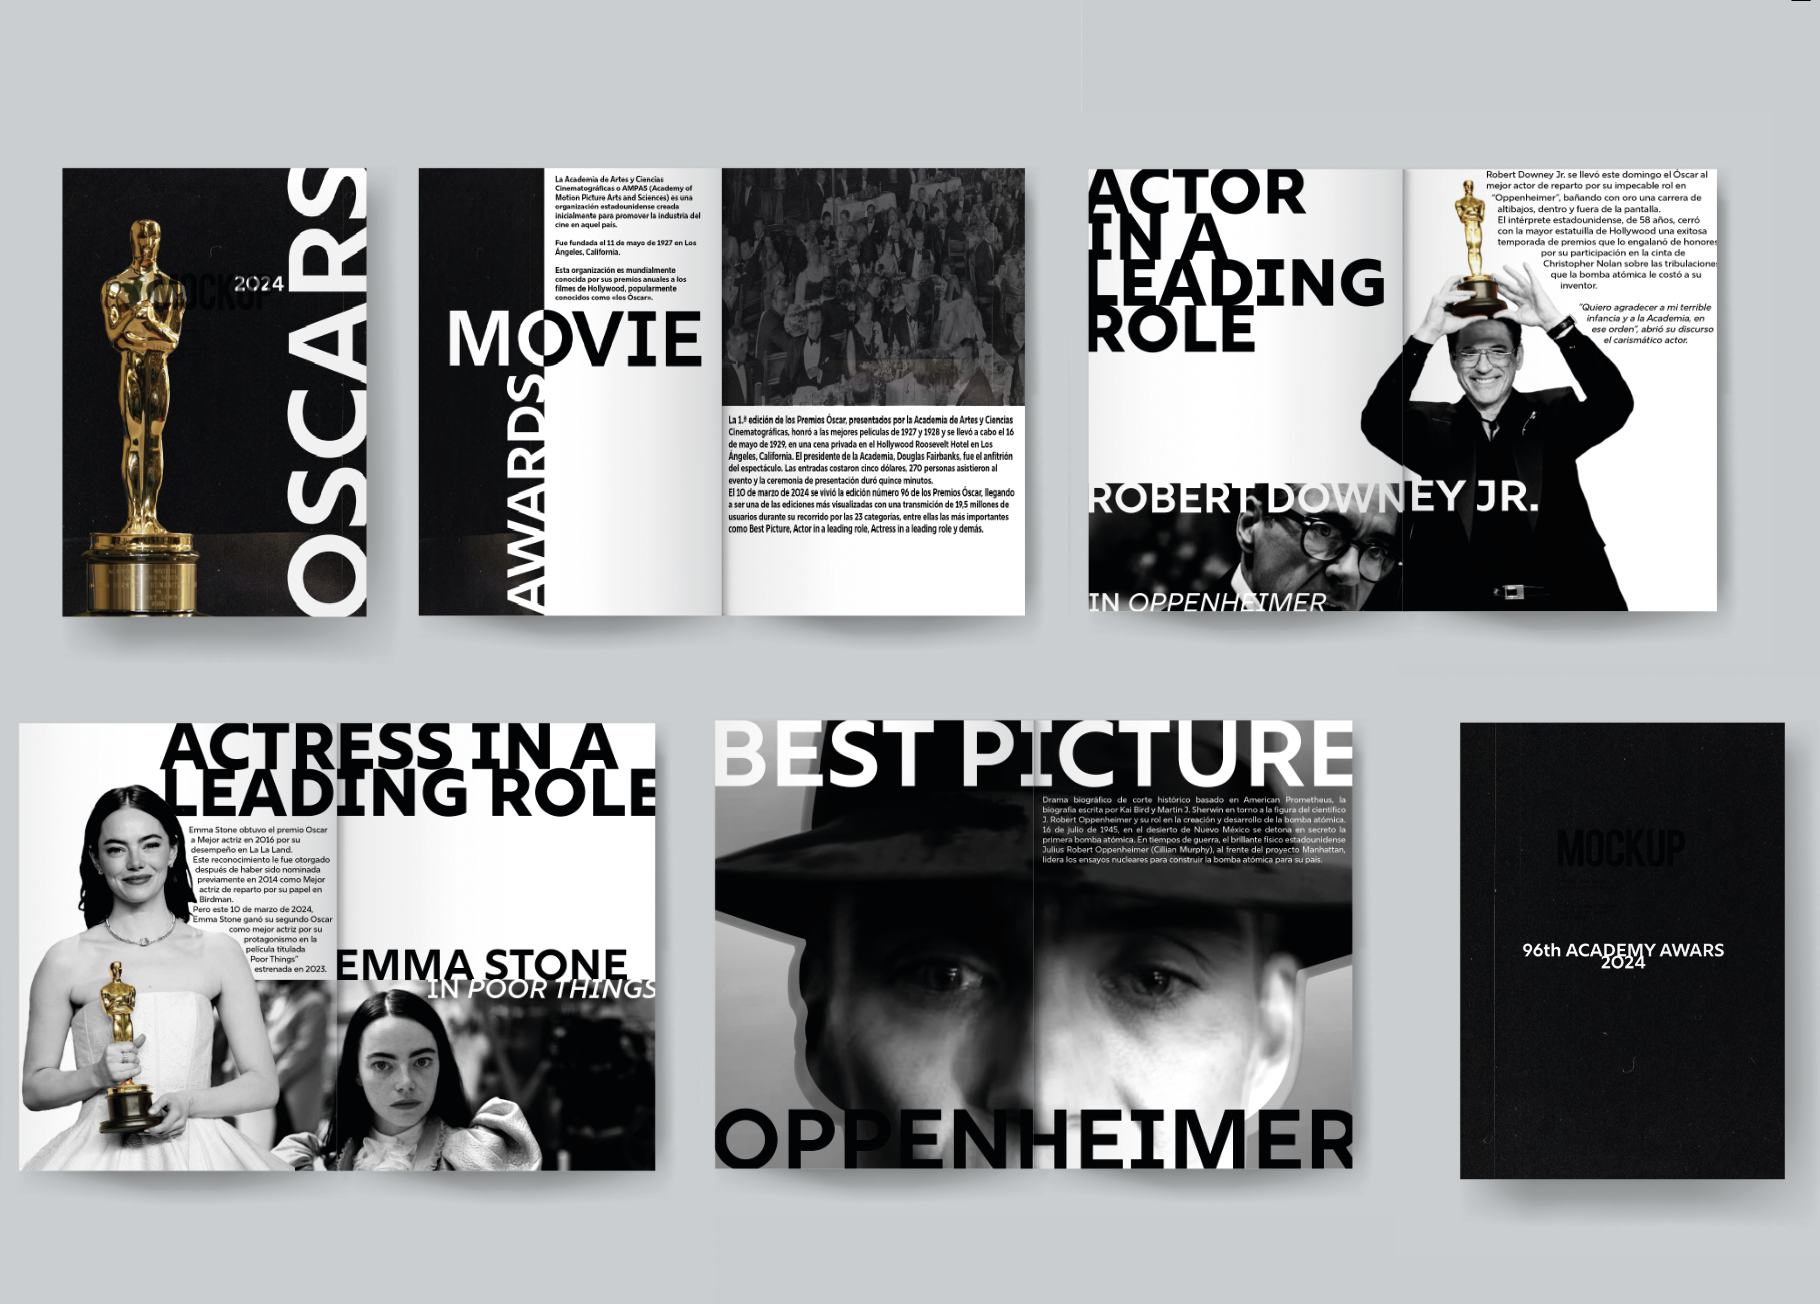 OSCARS
2024
MOCKUP
La Academia de Artes y Ciencias
Cinematográficas o AMPAS (Academy of
Motion Picture Arts and Sciences) es una
organización estadounidense creada
inicialmente para promover la industria del
cine en aquel país.
Fue fundada el 11 de mayo de 1927 en Los
Ángeles, California.
Esta organización es mundialmente
conocida por sus premios anuales a los
filmes de Hollywood, popularmente
conocidos como «los Óscar».
MOVIE
AWARDS
La 1.ª edición de los Premios Óscar, presentados por la Academia de Artes y Ciencias
Cinematográficas, honró a las mejores películas de 1927 y 1928 y se llevó a cabo el 16
de mayo de 1929, en una cena privada en el Hollywood Roosevelt Hotel en Los
Ángeles, California. El presidente de la Academia, Douglas Fairbanks, fue el anfitrión
del espectáculo. Las entradas costaron cinco dólares, 270 personas asistieron al
evento y la ceremonia de presentación duró quince minutos.
El 10 de marzo de 2024 se vivió la edición número 96 de los Premios Óscar, llegando
a ser una de las ediciones más visualizadas con una transmición de 19,5 millones de
usuarios durante su recorrido por las 23 categorías, entre ellas las más importantes
como Best Picture, Actor in a leading role, Actress in a leading role y demás.
ACTOR
IN A
LEADING
ROLE
Robert Downey Jr. se llevó este domingo el Óscar al
mejor actor de reparto por su impecable rol en
"Oppenheimer", bañando con oro una carrera de
altibajos, dentro y fuera de la pantalla.
El intérprete estadounidense, de 58 años, cerró
con la mayor estatuilla de Hollywood una exitosa
temporada de premios que lo engalanó de honores
por su participación en la cinta de
Christopher Nolan sobre las tribulaciones
que la bomba atómica le costó a su
inventor.
"Quiero agradecer a mi terrible
infancia y a la Academia, en
ese orden", abrió su discurso
el carismático actor.
ROBERT DOWNEY JR.
IN OPPENHEIMER
ACTRESS IN A
LEADING ROLE
Emma Stone obtuvo el premio Oscar
a Mejor actriz en 2016 por su
desempeño en La La Land.
Este reconocimiento le fue otorgado
después de haber sido nominada
previamente en 2014 como Mejor
actriz de reparto por su papel en
Birdman.
Pero este 10 de marzo de 2024,
Emma Stone ganó su segundo Oscar
como mejor actriz por su
protagonismo en la
película titulada
Poor Things"
estrenada en 2023.
EMMA STONE
IN POOR THINGS
BEST PICTURE
Drama biográfico de corte histórico basado en American Prometheus, la
biografía escrita por Kai Bird y Martin J. Sherwin en torno a la figura del científico
J. Robert Oppenheimer y su rol en la creación y desarrollo de la bomba atómica.
16 de julio de 1945, en el desierto de Nuevo México se detona en secreto la
primera bomba atómica. En tiempos de guerra, el brillante físico estadounidense
Julius Robert Oppenheimer (Cillian Murphy), al frente del proyecto Manhattan,
lidera los ensayos nucleares para construir la bomba atómica para su país.
OPPENHEIMER
MOCKUP
96th ACADEMY AWARS
2024